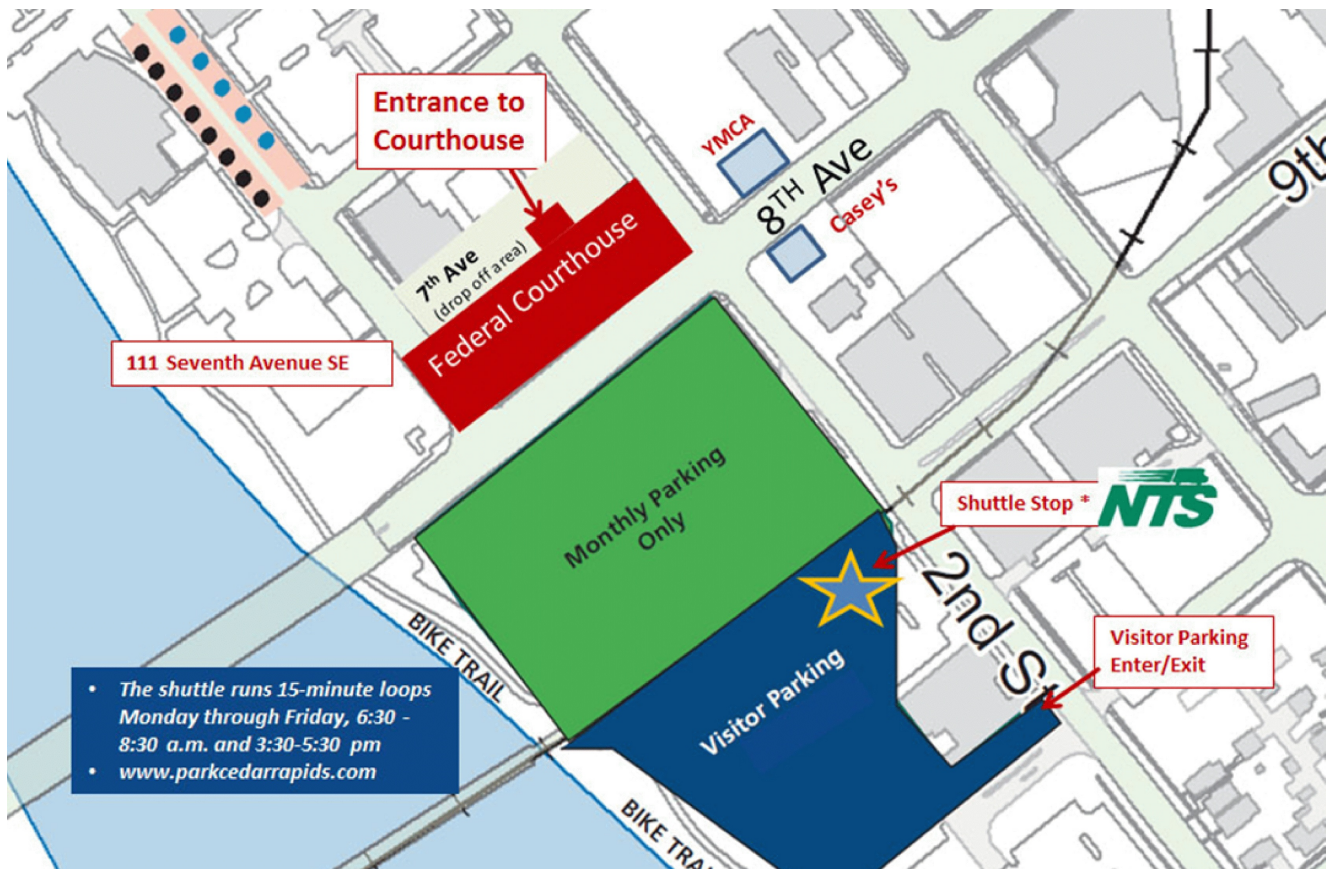 Entrance to
Courthouse
YMCA
8TH Ave
Casey's
9th
7th Ave
(drop off area)
Federal Courthouse
111 Seventh Avenue SE
Monthly Parking
Only
Shuttle Stop *
NTS
2nd St
Visitor Parking
Enter/Exit
BIKE TRAIL
Visitor Parking
• The shuttle runs 15-minute loops
Monday through Friday, 6:30 -
8:30 a.m. and 3:30-5:30 pm
• www.parkcedarrapids.com
BIKE TRAI